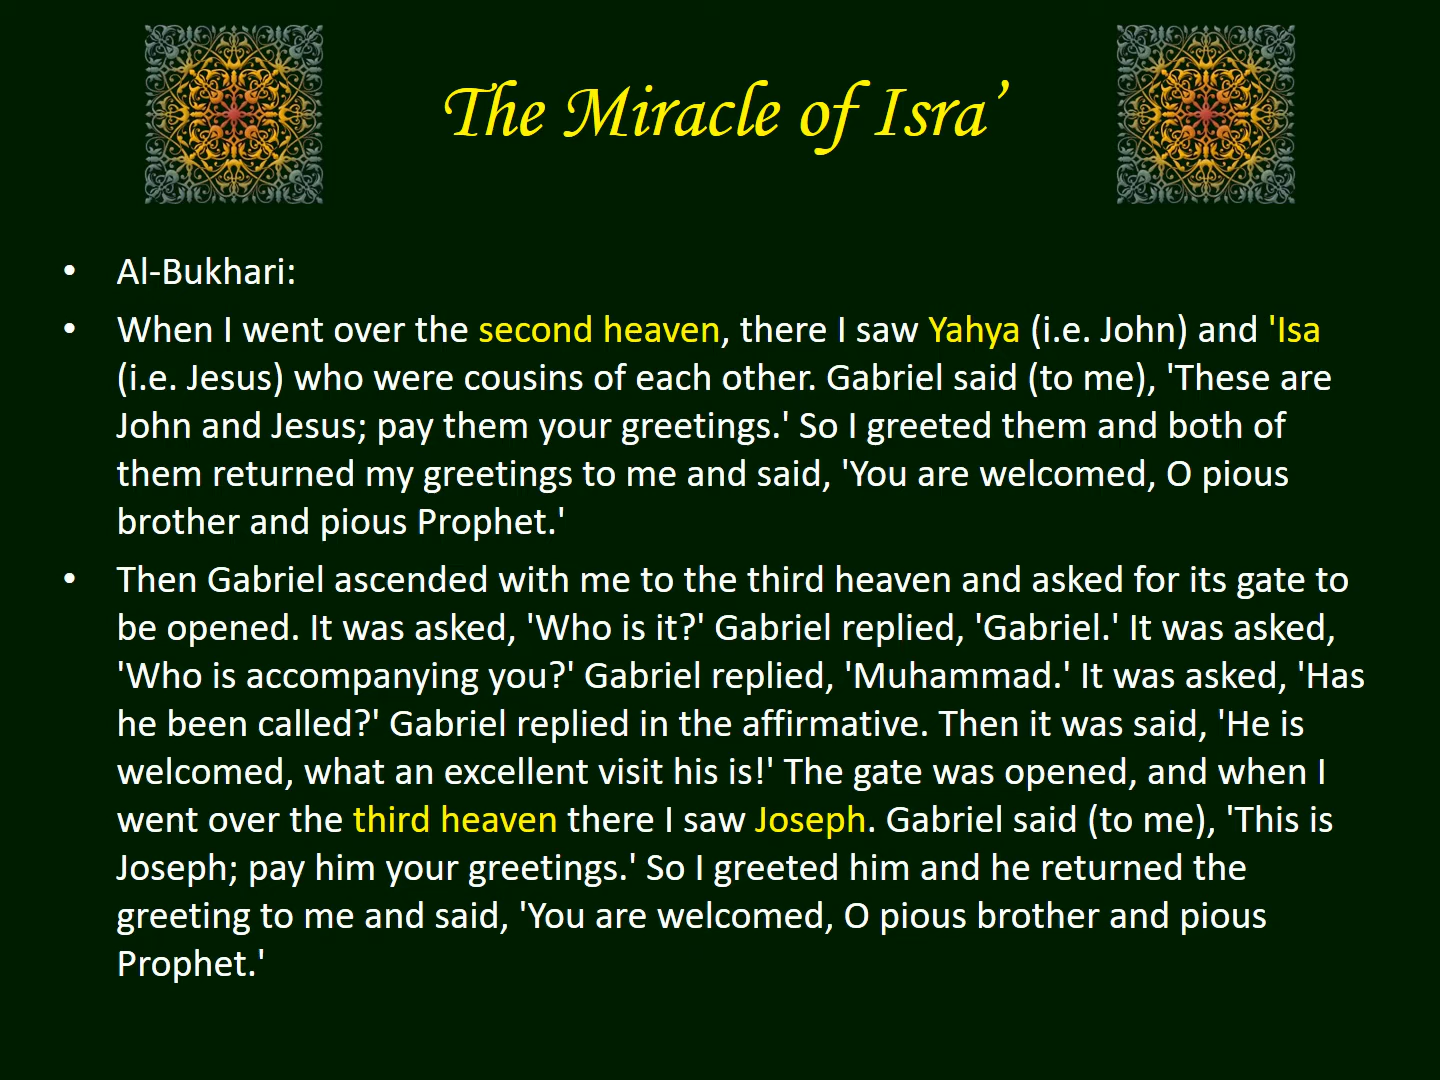 The Miracle of Isra’
• Al-Bukhari:
• When I went over the second heaven, there I saw Yahya (i.e. John) and 'Isa
(i.e. Jesus) who were cousins of each other. Gabriel said (to me), 'These are
John and Jesus; pay them your greetings.' So I greeted them and both of
them returned my greetings to me and said, 'You are welcomed, O pious
brother and pious Prophet.'
• Then Gabriel ascended with me to the third heaven and asked for its gate to
be opened. It was asked, 'Who is it?' Gabriel replied, 'Gabriel.' It was asked,
'Who is accompanying you?' Gabriel replied, 'Muhammad.' It was asked, 'Has
he been called?' Gabriel replied in the affirmative. Then it was said, 'He is
welcomed, what an excellent visit his is!' The gate was opened, and when I
went over the third heaven there I saw Joseph. Gabriel said (to me), 'This is
Joseph; pay him your greetings.' So I greeted him and he returned the
greeting to me and said, 'You are welcomed, O pious brother and pious
Prophet.'